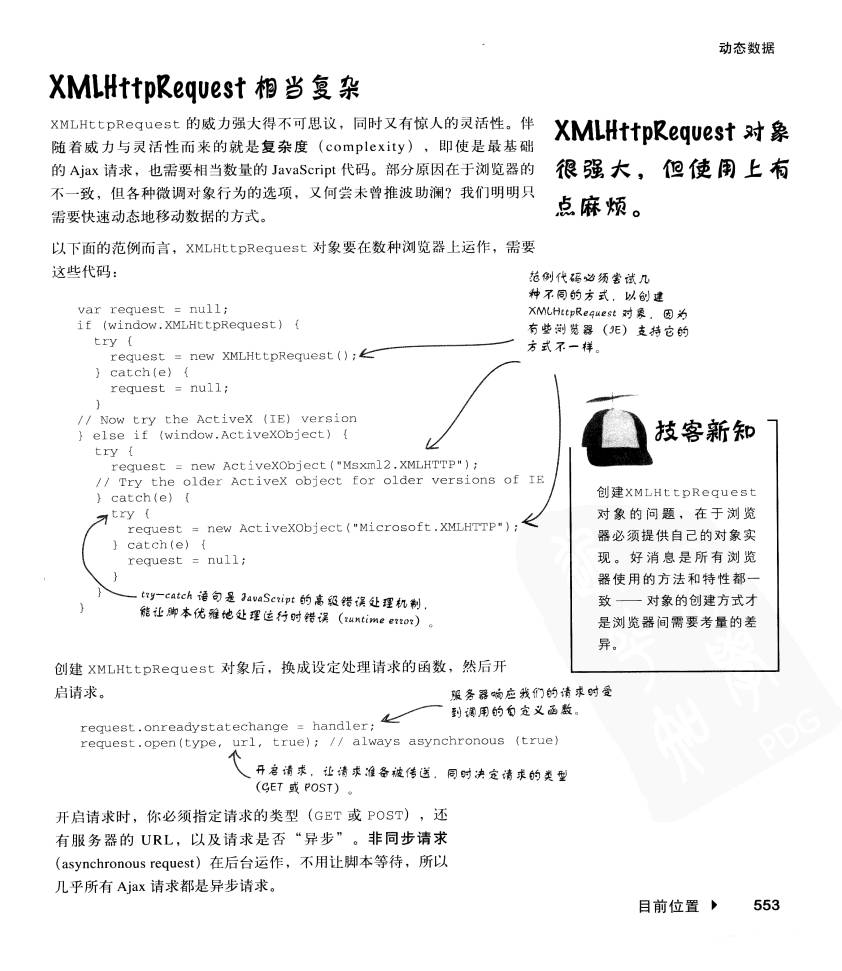 动态数据
XMLHttpRequest 相当复杂
XMLHttpRequest 的威力强大得不可思议，同时又有惊人的灵活性。伴
随着威力与灵活性而来的就是复杂度（complexity），即使是最基础
的 Ajax 请求，也需要相当数量的 JavaScript 代码。部分原因在于浏览器的
不一致，但各种微调对象行为的选项，又何尝未曾推波助澜？我们明明只
需要快速动态地移动数据的方式。
XMLHttpRequest 对象
很强大，但使用上有
点麻烦。
以下面的范例而言，XMLHttpRequest 对象要在数种浏览器上运作，需要
这些代码：
范例代码必须尝试几
种不同的方式，以创建
XMLHttpRequest 对象，因为
有些浏览器（IE）支持它的
方式不一样。
var request = null;
if (window.XMLHttpRequest) {
try {
request = new XMLHttpRequest();
} catch(e) {
request = null;
}
// Now try the ActiveX (IE) version
} else if (window.ActiveXObject) {
try {
request = new ActiveXObject("Msxml2.XMLHTTP");
// Try the older ActiveX object for older versions of IE
} catch(e) {
try {
request = new ActiveXObject("Microsoft.XMLHTTP");
} catch(e) {
request = null;
}
}
}
try-catch 语句是 JavaScript 的高级错误处理机制，
能让脚本优雅地处理运行时错误（runtime error）。
技客新知
创建XMLHttpRequest
对象的问题，在于浏览
器必须提供自己的对象实
现。好消息是所有浏览
器使用的方法和特性都一
致 —— 对象的创建方式才
是浏览器间需要考量的差
异。
创建 XMLHttpRequest 对象后，换成设定处理请求的函数，然后开
启请求。
服务器响应我们的请求时受
到调用的自定义函数。
request.onreadystatechange = handler;
request.open(type, url, true); // always asynchronous (true)
开启请求，让请求准备被传送，同时决定请求的类型
（GET 或 POST）。
开启请求时，你必须指定请求的类型（GET 或 POST），还
有服务器的 URL，以及请求是否“异步”。非同步请求
（asynchronous request）在后台运作，不用让脚本等待，所以
几乎所有 Ajax 请求都是异步请求。
目前位置 ▶ 553
PDG